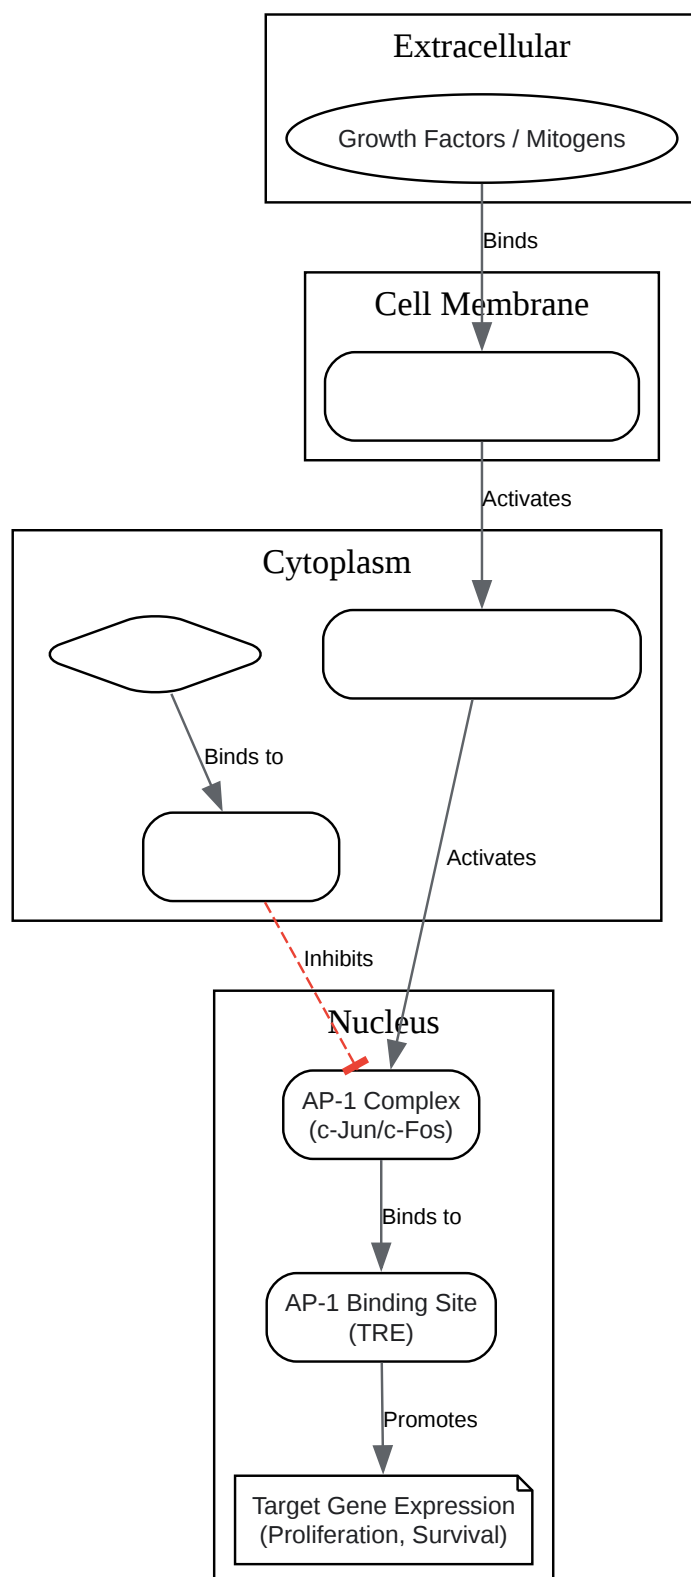 Extracellular
Growth Factors / Mitogens
Binds
Cell Membrane
Activates
Cytoplasm
Binds to
Activates
Inhibits
Nucleus
AP-1 Complex
(c-Jun/c-Fos)
Binds to
AP-1 Binding Site
(TRE)
Promotes
Target Gene Expression
(Proliferation, Survival)